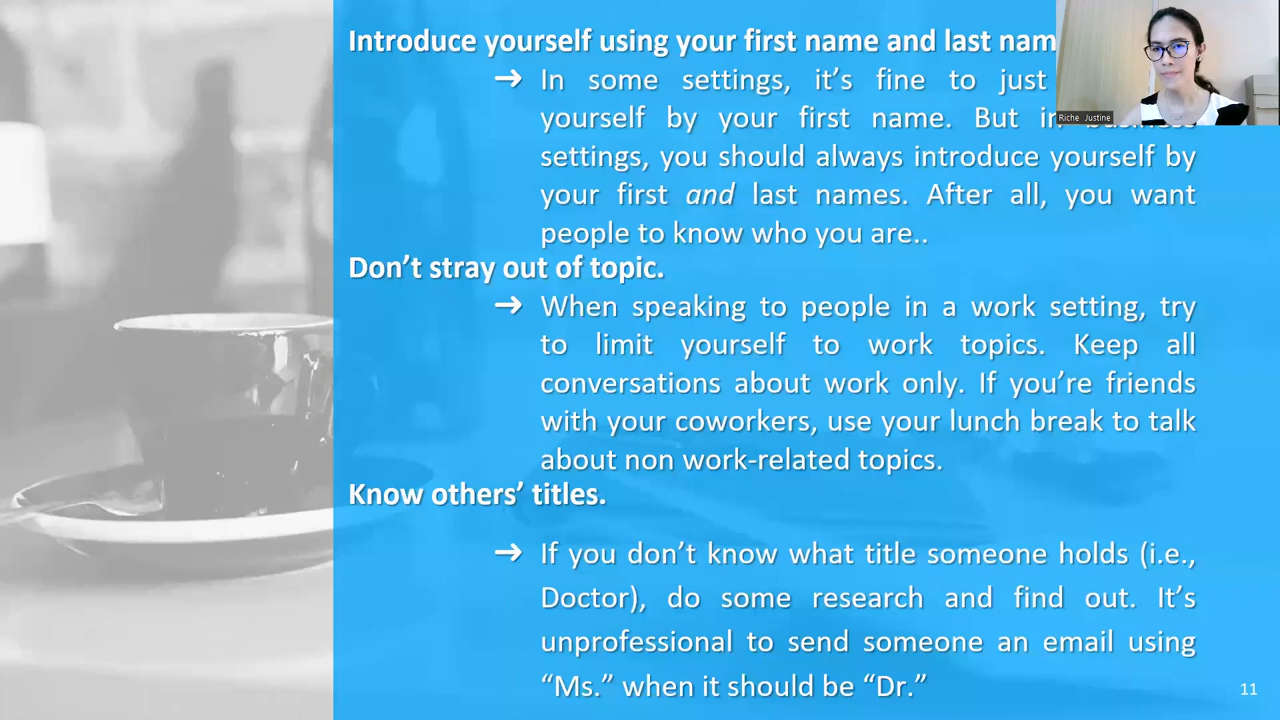 Introduce yourself using your first name and last nam
➔ In some settings, it’s fine to just
yourself by your first name. But in
settings, you should always introduce yourself by
your first and last names. After all, you want
people to know who you are..
Don’t stray out of topic.
➔ When speaking to people in a work setting, try
to limit yourself to work topics. Keep all
conversations about work only. If you’re friends
with your coworkers, use your lunch break to talk
about non work-related topics.
Know others’ titles.
➔ If you don’t know what title someone holds (i.e.,
Doctor), do some research and find out. It’s
unprofessional to send someone an email using
“Ms.” when it should be “Dr.”
Riche Justine
11